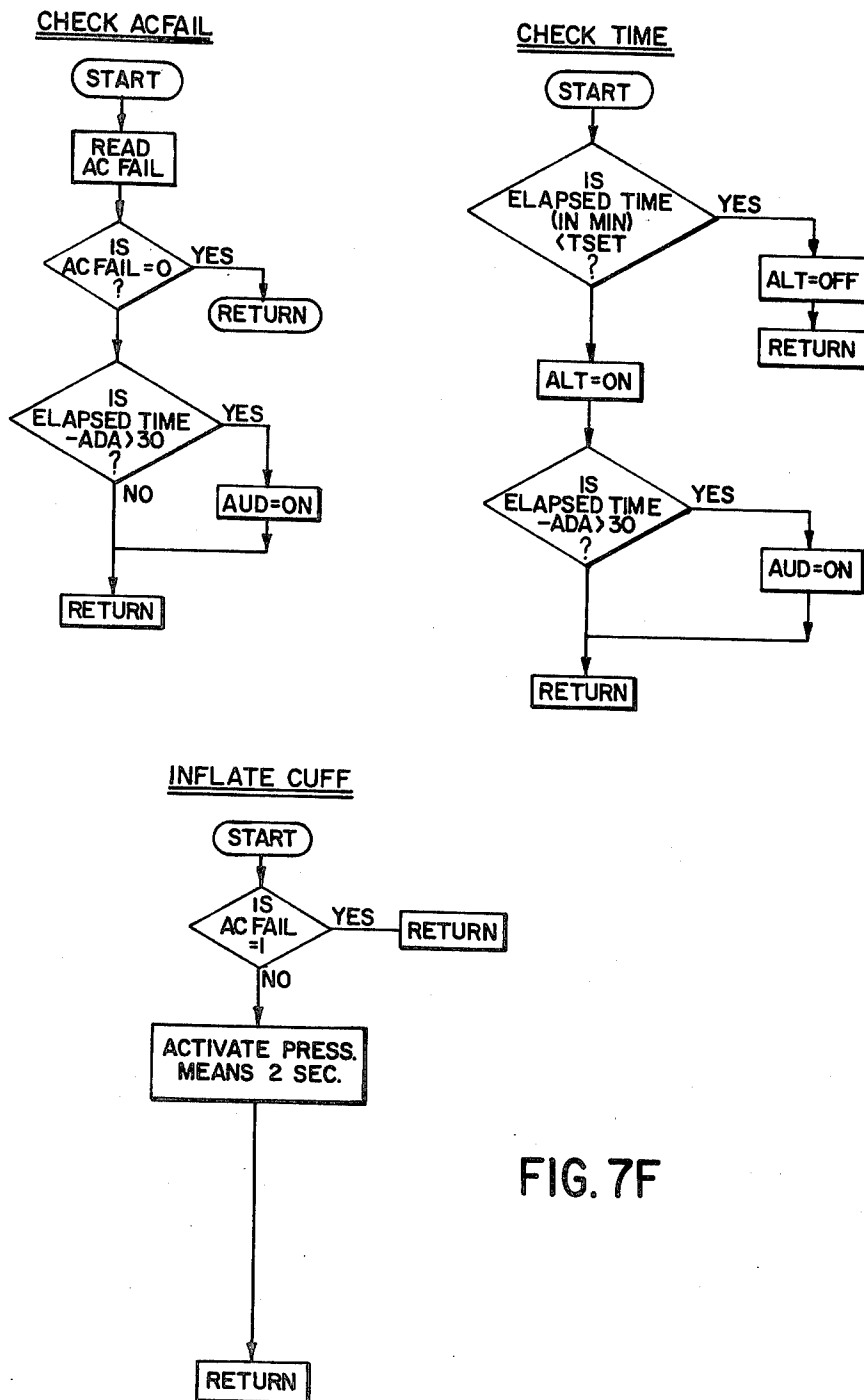 CHECK ACFAIL
START
READ
AC FAIL
IS
AC FAIL=0
?
YES
RETURN
IS
ELAPSED TIME
-ADA>30
?
YES
NO
AUD=ON
RETURN
CHECK TIME
START
IS
ELAPSED TIME
(IN MIN)
<TSET
?
YES
ALT=OFF
RETURN
ALT=ON
IS
ELAPSED TIME
-ADA>30
?
YES
AUD=ON
RETURN
INFLATE CUFF
START
IS
AC FAIL
=1
YES
RETURN
NO
ACTIVATE PRESS.
MEANS 2 SEC.
RETURN
FIG. 7F